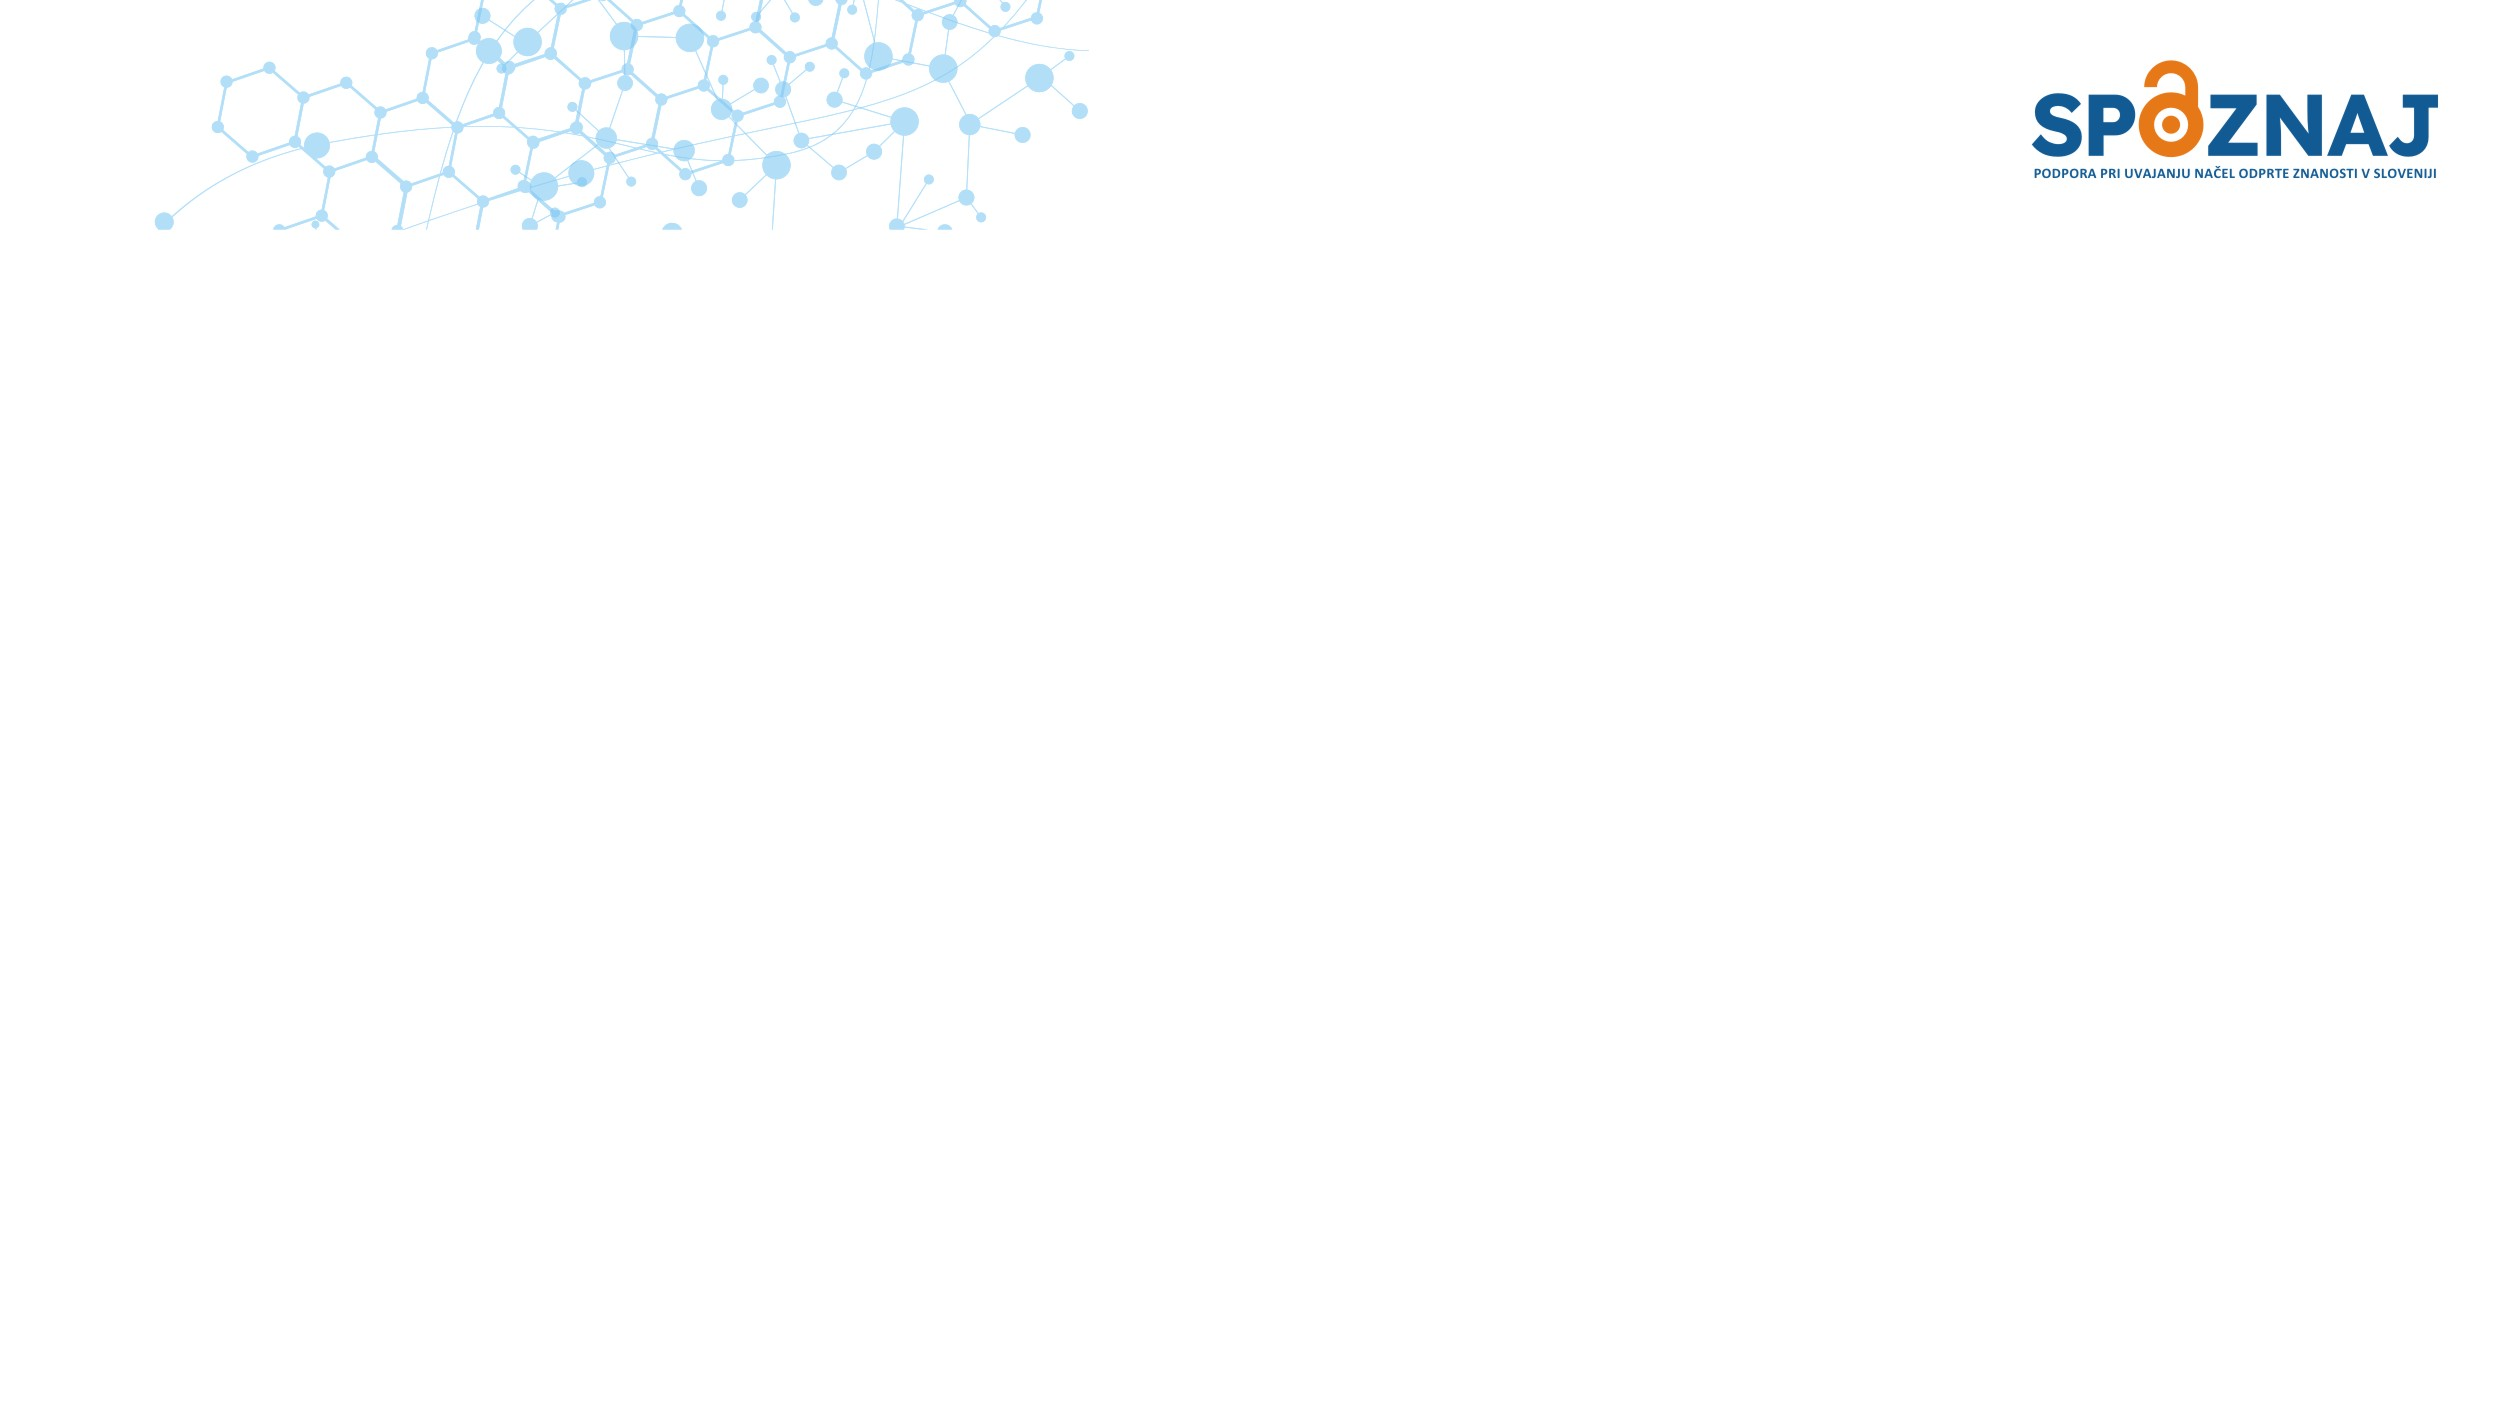 SPOZNAJ
PODPORA PRI UVAJANJU NAČEL ODPRTE ZNANOSTI V SLOVENIJI